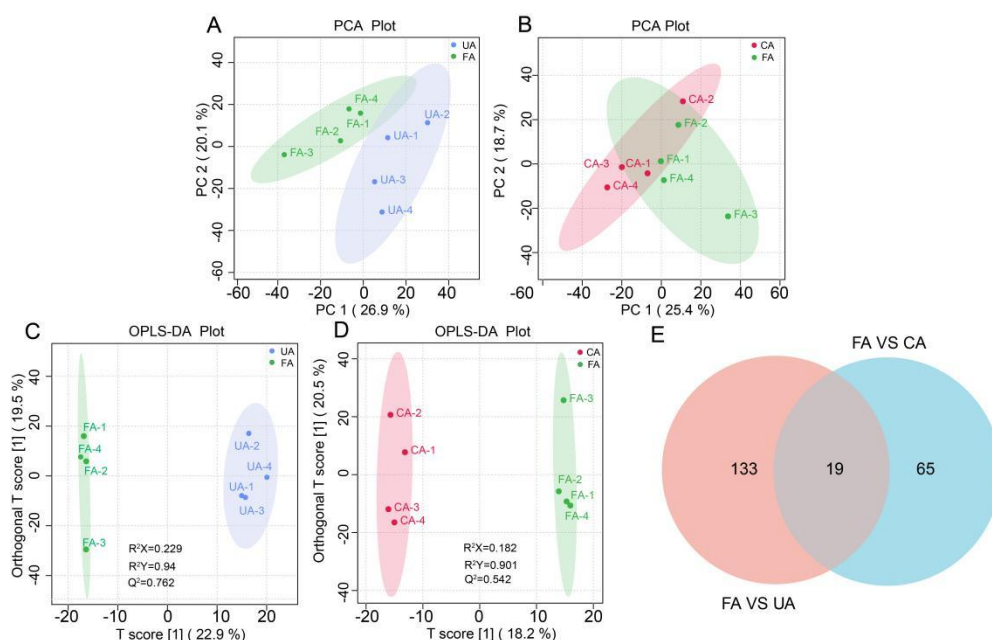 A
PCA Plot
UA
FA
PC 2 ( 20.1 %)
40
20
0
-20
-40
-60
FA-4
FA-1
FA-2
FA-3
UA-2
UA-1
UA-3
UA-4
-60 -40 -20 0 20 40
PC 1 ( 26.9 %)
B
PCA Plot
CA
FA
PC 2 ( 18.7 %)
40
20
0
-20
-40
CA-2
FA-2
CA-3
CA-1
FA-1
CA-4
FA-4
FA-3
-60 -40 -20 0 20 40 60
PC 1 ( 25.4 %)
C
OPLS-DA Plot
UA
FA
Orthogonal T score [1] ( 19.5 %)
40
20
0
-20
-40
FA-1
FA-4
FA-2
FA-3
UA-2
UA-4
UA-1
UA-3
R²X=0.229
R²Y=0.94
Q²=0.762
-20 -10 0 10 20
T score [1] ( 22.9 %)
D
OPLS-DA Plot
CA
FA
Orthogonal T score [1] ( 20.5 %)
40
20
0
-20
-40
CA-2
CA-1
CA-3
CA-4
FA-3
FA-2
FA-1
FA-4
R²X=0.182
R²Y=0.901
Q²=0.542
-20 -10 0 10 20
T score [1] ( 18.2 %)
E
FA VS CA
133
19
65
FA VS UA